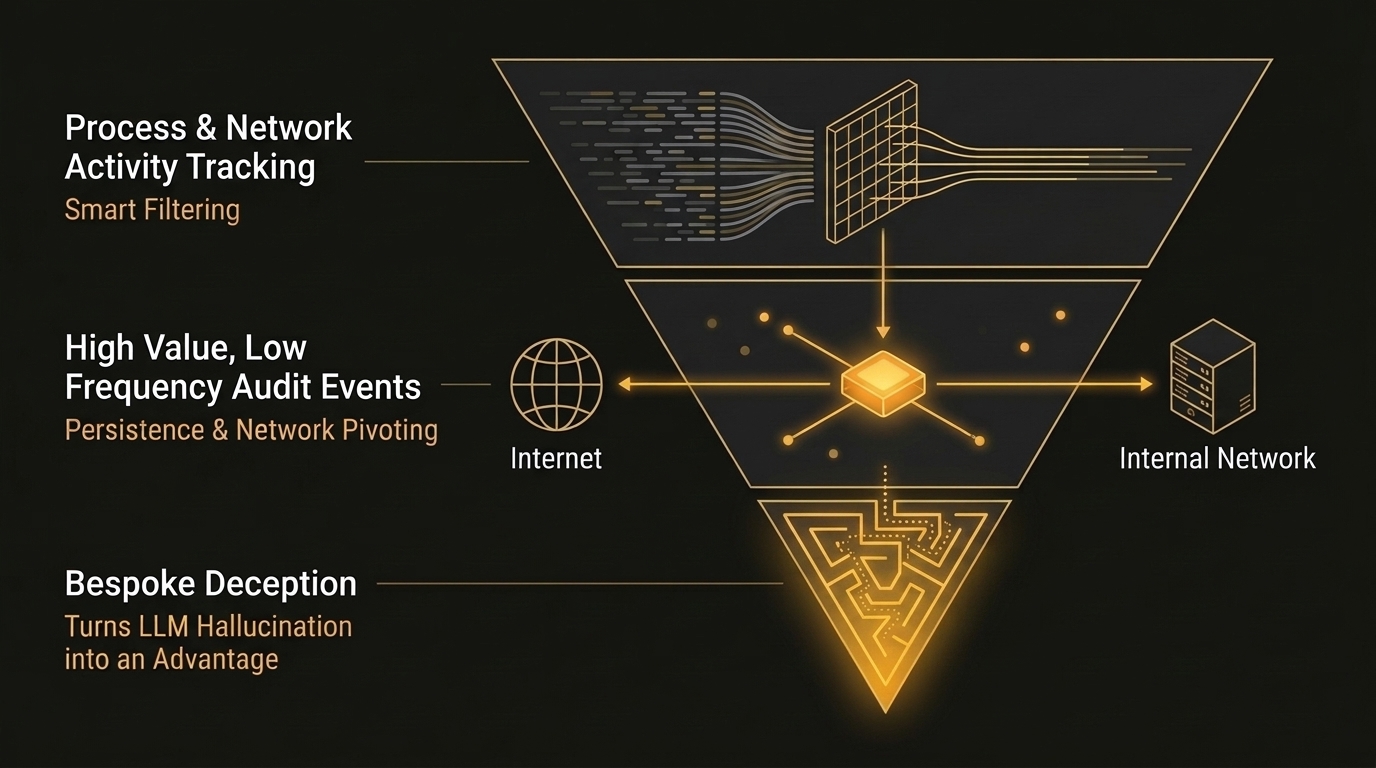 Process & Network
Activity Tracking
Smart Filtering
High Value, Low
Frequency Audit Events
Persistence & Network Pivoting
Internet
Internal Network
Bespoke Deception
Turns LLM Hallucination
into an Advantage